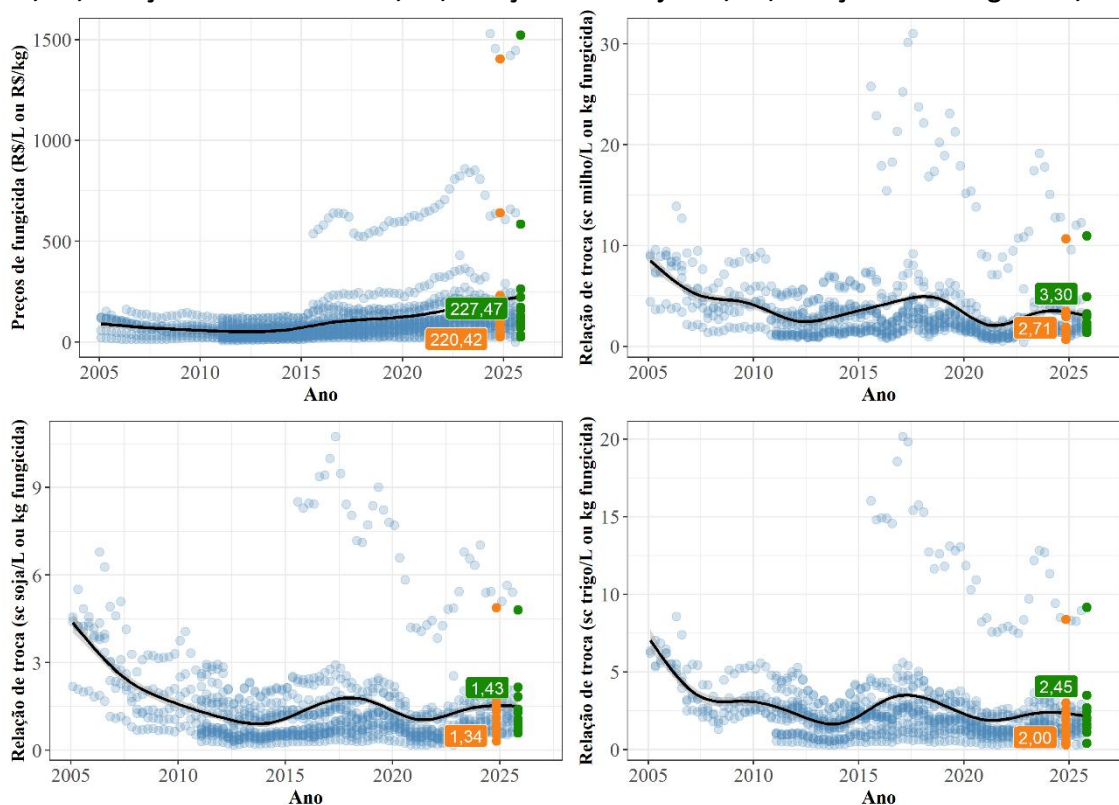 Preços de fungicida (R$/L ou R$/kg)
1500
1000
500
0
227,47
220,42
2005 2010 2015 2020 2025
Ano
Relação de troca (sc milho/L ou kg fungicida)
30
20
10
0
3,30
2,71
2005 2010 2015 2020 2025
Ano
Relação de troca (sc soja/L ou kg fungicida)
9
6
3
0
1,43
1,34
2005 2010 2015 2020 2025
Ano
Relação de troca (sc trigo/L ou kg fungicida)
20
15
10
5
0
2,45
2,00
2005 2010 2015 2020 2025
Ano